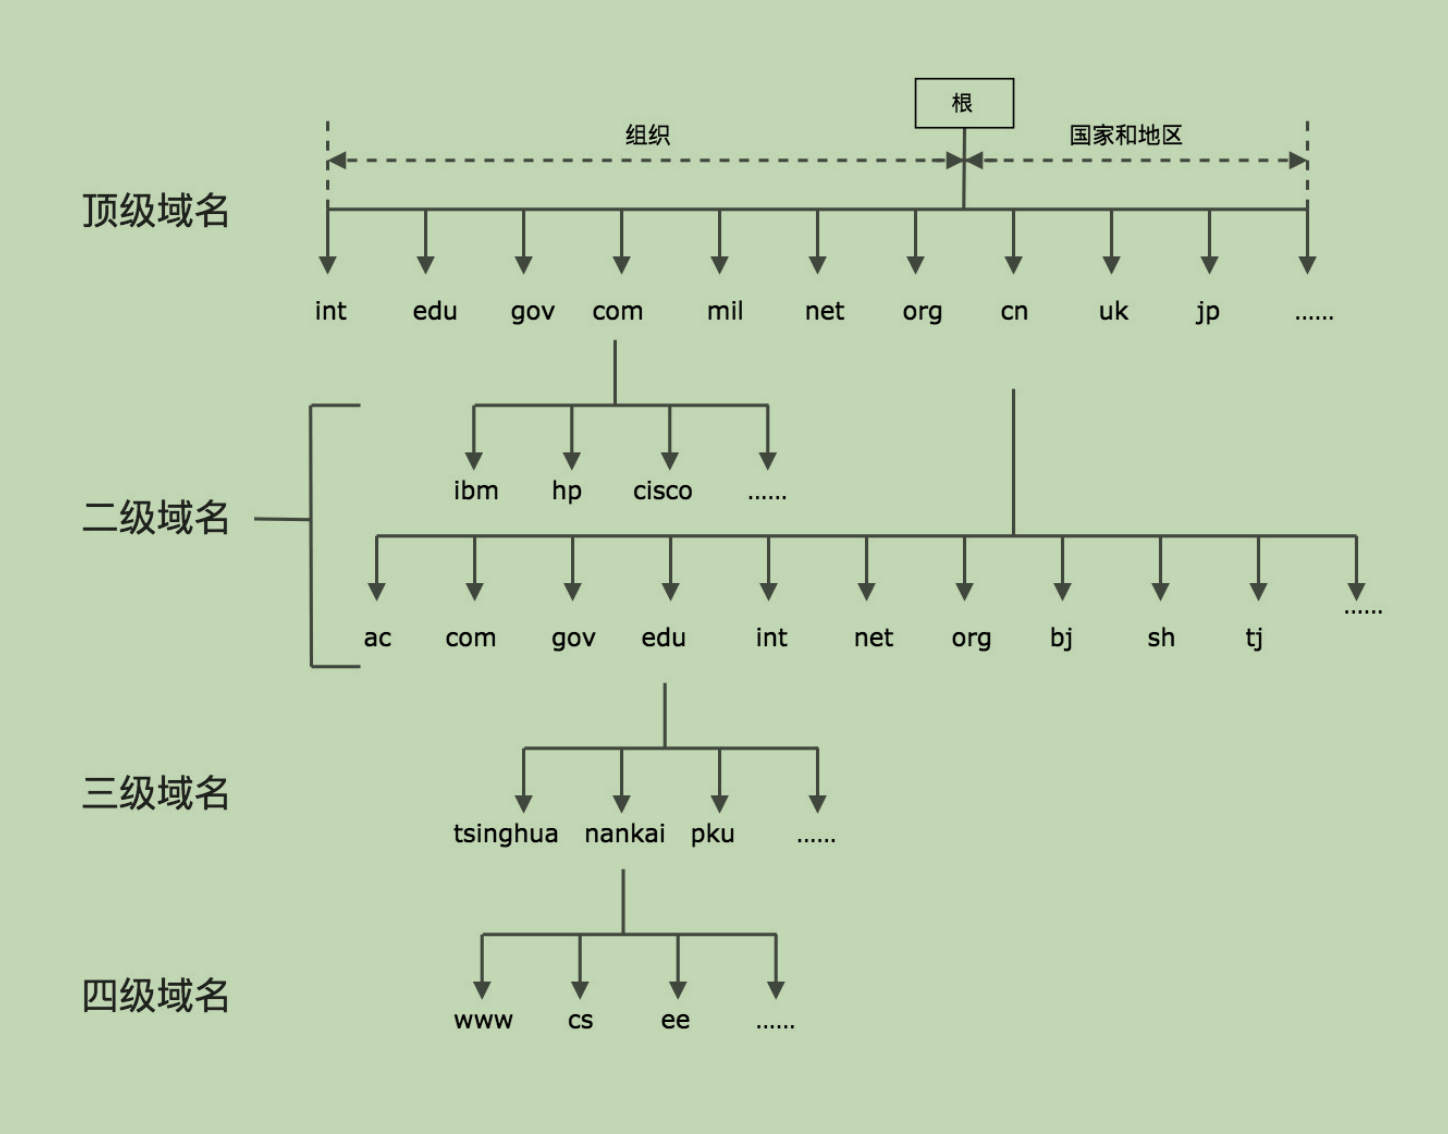 根
组织
国家和地区
顶级域名
int edu gov com mil net org cn uk jp ......
二级域名
ibm hp cisco ......
ac com gov edu int net org bj sh tj ......
三级域名
tsinghua nankai pku ......
四级域名
www cs ee ......